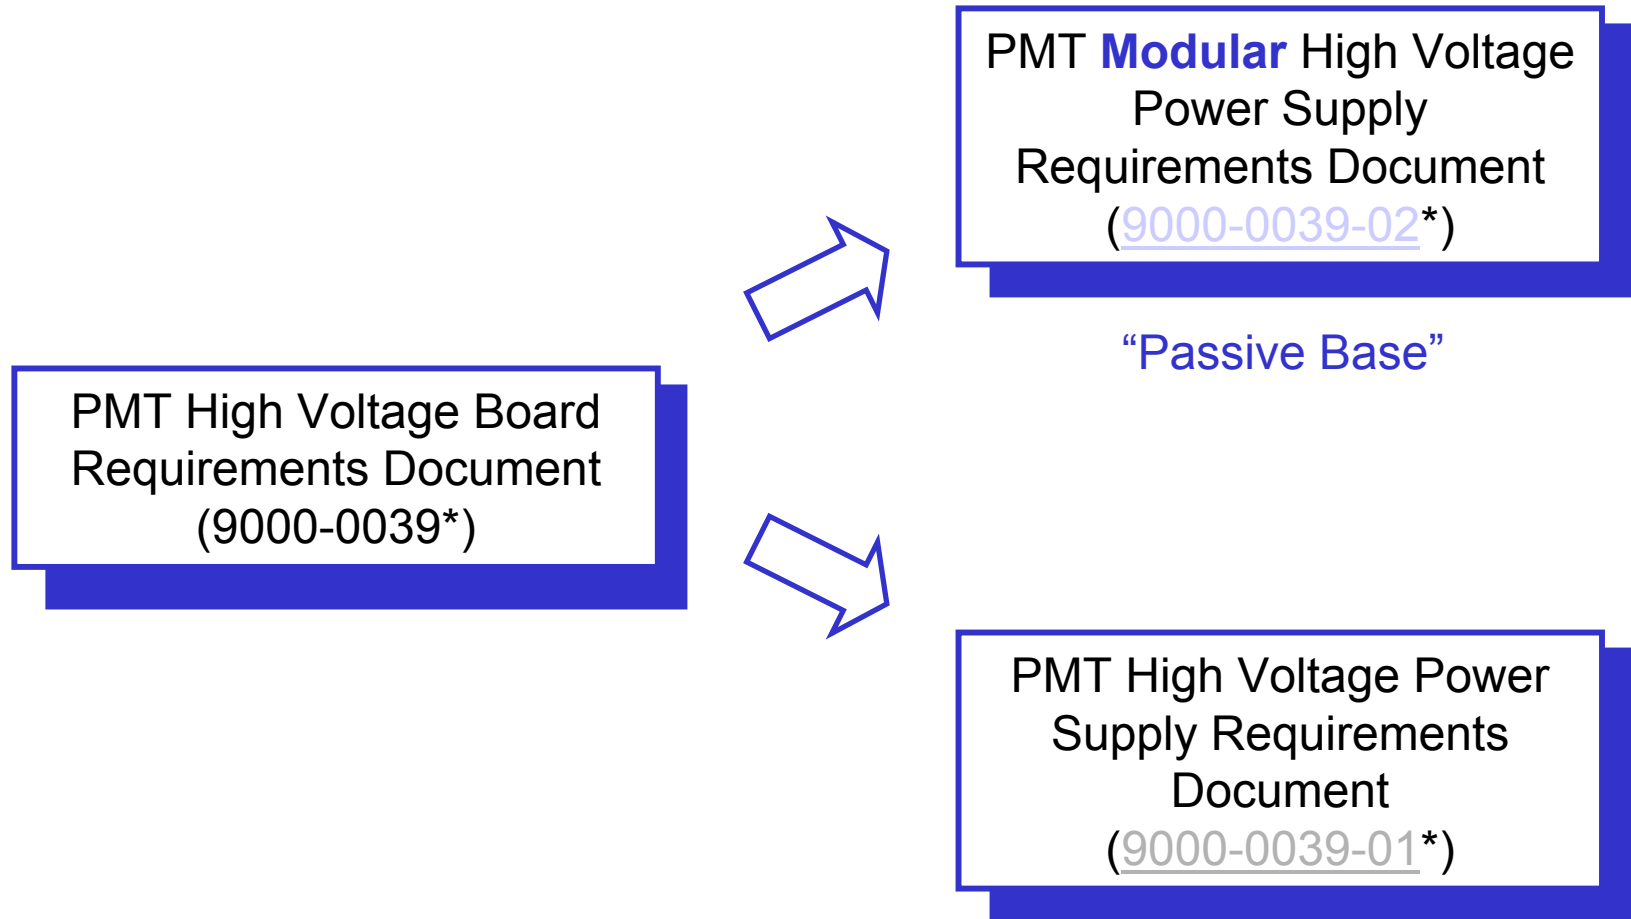 PMT Modular High Voltage
Power Supply
Requirements Document
(9000-0039-02*)
“Passive Base”
PMT High Voltage Board
Requirements Document
(9000-0039*)
PMT High Voltage Power
Supply Requirements
Document
(9000-0039-01*)